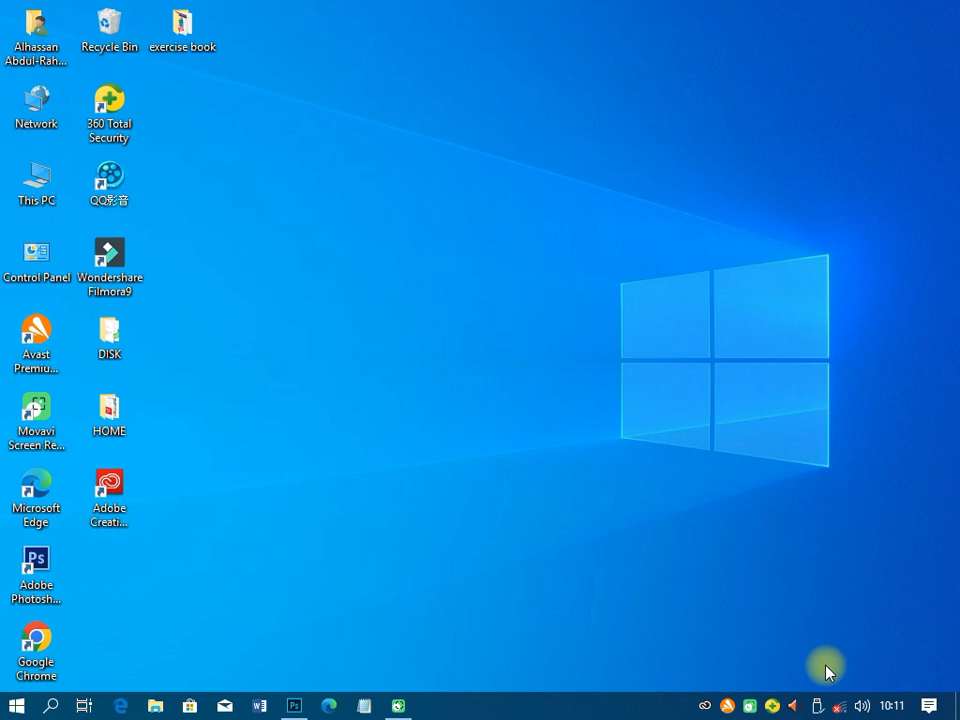 Alhassan
Abdul-Rah...
Recycle Bin
exercise book
Network
360 Total
Security
This PC
QQ影音
Control Panel
Wondershare
Filmora9
Avast
Premiu...
DISK
Movavi
Screen Re...
HOME
Microsoft
Edge
Adobe
Creati...
Ps
Adobe
Photosh...
Google
Chrome
Ps
10:11